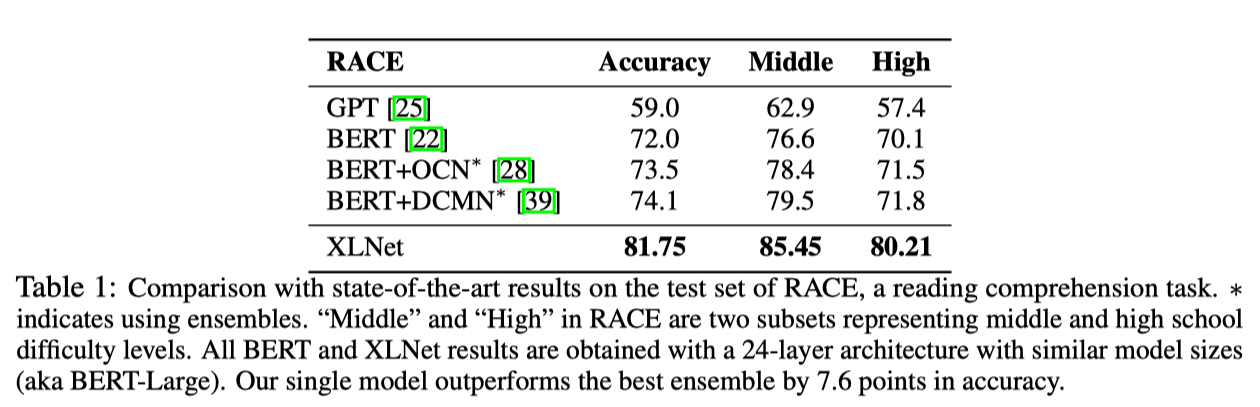 RACE Accuracy Middle High
GPT [25] 59.0 62.9 57.4
BERT [22] 72.0 76.6 70.1
BERT+OCN* [28] 73.5 78.4 71.5
BERT+DCMN* [39] 74.1 79.5 71.8
XLNet 81.75 85.45 80.21
Table 1: Comparison with state-of-the-art results on the test set of RACE, a reading comprehension task. *
indicates using ensembles. “Middle” and “High” in RACE are two subsets representing middle and high school
difficulty levels. All BERT and XLNet results are obtained with a 24-layer architecture with similar model sizes
(aka BERT-Large). Our single model outperforms the best ensemble by 7.6 points in accuracy.